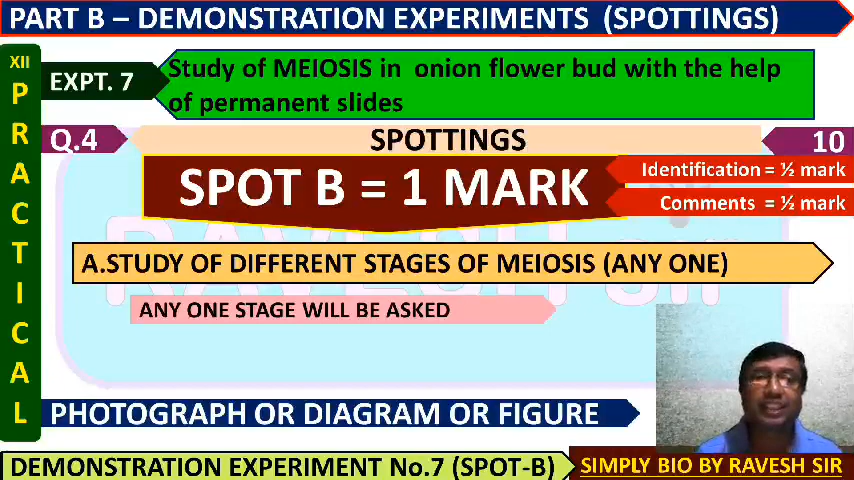 PART B – DEMONSTRATION EXPERIMENTS (SPOTTINGS)
XII
PRACTICAL
EXPT. 7
Study of MEIOSIS in onion flower bud with the help
of permanent slides
Q.4
SPOTTINGS
10
SPOT B = 1 MARK
Identification = ½ mark
Comments = ½ mark
RAVESH Sir
A.STUDY OF DIFFERENT STAGES OF MEIOSIS (ANY ONE)
ANY ONE STAGE WILL BE ASKED
PHOTOGRAPH OR DIAGRAM OR FIGURE
DEMONSTRATION EXPERIMENT No.7 (SPOT-B)
SIMPLY BIO BY RAVESH SIR